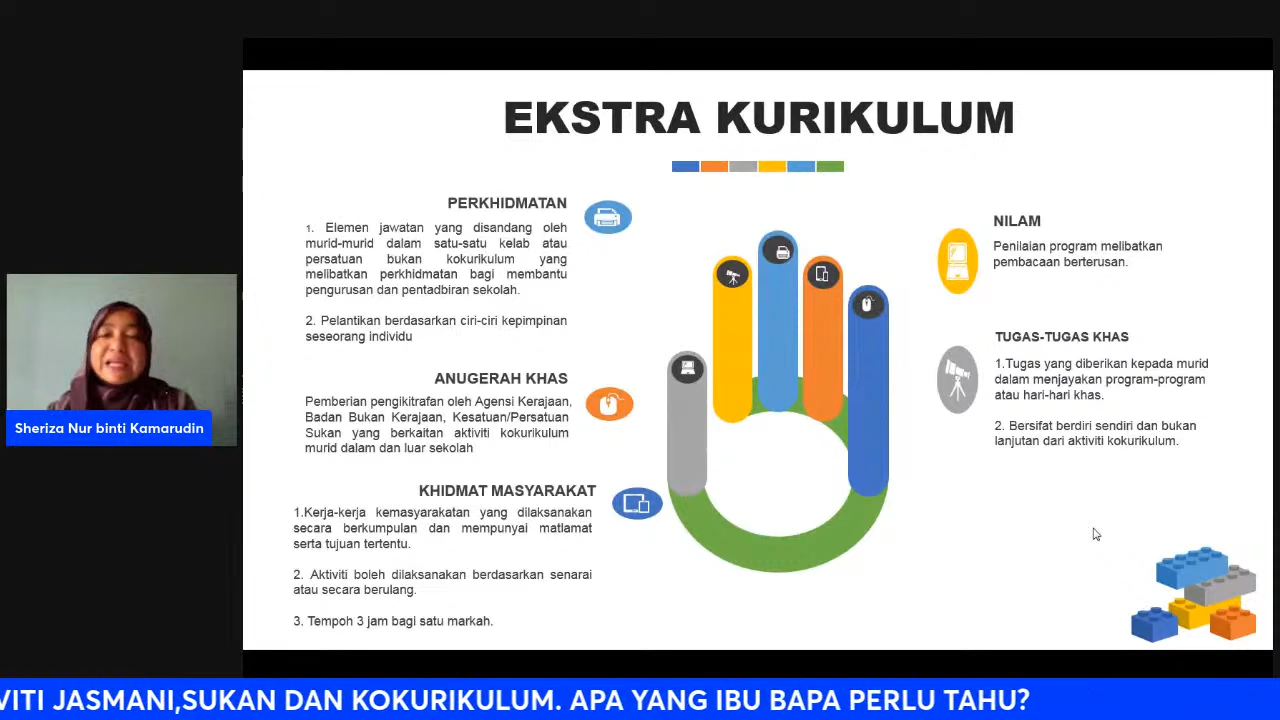 EKSTRA KURIKULUM
PERKHIDMATAN
1. Elemen jawatan yang disandang oleh
murid-murid dalam satu-satu kelab atau
persatuan bukan kokurikulum yang
melibatkan perkhidmatan bagi membantu
pengurusan dan pentadbiran sekolah.
2. Pelantikan berdasarkan ciri-ciri kepimpinan
seseorang individu
ANUGERAH KHAS
Pemberian pengikitrafan oleh Agensi Kerajaan,
Badan Bukan Kerajaan, Kesatuan/Persatuan
Sukan yang berkaitan aktiviti kokurikulum
murid dalam dan luar sekolah
KHIDMAT MASYARAKAT
1.Kerja-kerja kemasyarakatan yang dilaksanakan
secara berkumpulan dan mempunyai matlamat
serta tujuan tertentu.
2. Aktiviti boleh dilaksanakan berdasarkan senarai
atau secara berulang.
3. Tempoh 3 jam bagi satu markah.
NILAM
Penilaian program melibatkan
pembacaan berterusan.
TUGAS-TUGAS KHAS
1.Tugas yang diberikan kepada murid
dalam menjayakan program-program
atau hari-hari khas.
2. Bersifat berdiri sendiri dan bukan
lanjutan dari aktiviti kokurikulum.
Sheriza Nur binti Kamarudin
VITI JASMANI,SUKAN DAN KOKURIKULUM. APA YANG IBU BAPA PERLU TAHU?